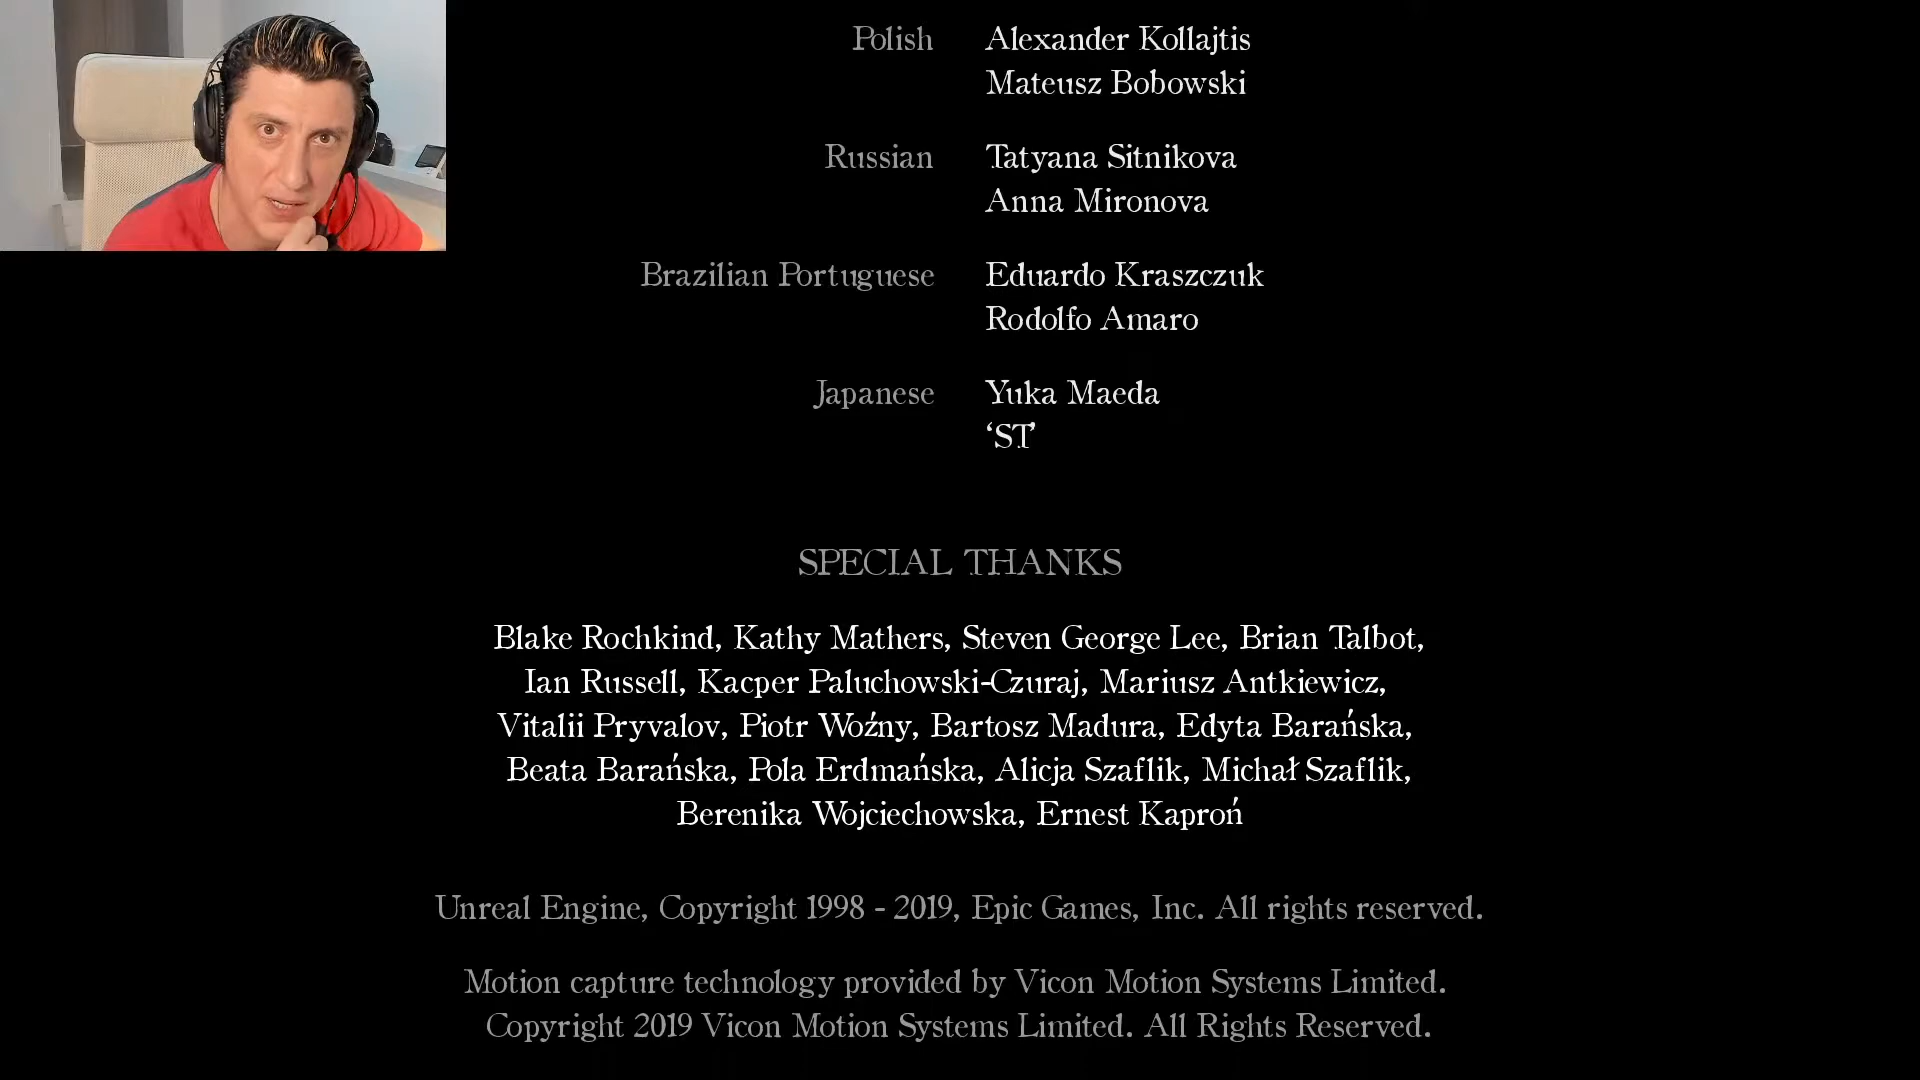 Polish Alexander Kollajtis
Mateusz Bobowski
Russian Tatyana Sitnikova
Anna Mironova
Brazilian Portuguese Eduardo Kraszczuk
Rodolfo Amaro
Japanese Yuka Maeda
‘ST’
SPECIAL THANKS
Blake Rochkind, Kathy Mathers, Steven George Lee, Brian Talbot,
Ian Russell, Kacper Paluchowski-Czuraj, Mariusz Antkiewicz,
Vitalii Pryvalov, Piotr Woźny, Bartosz Madura, Edyta Barańska,
Beata Barańska, Pola Erdmańska, Alicja Szaflik, Michał Szaflik,
Berenika Wojciechowska, Ernest Kaproń
Unreal Engine, Copyright 1998 - 2019, Epic Games, Inc. All rights reserved.
Motion capture technology provided by Vicon Motion Systems Limited.
Copyright 2019 Vicon Motion Systems Limited. All Rights Reserved.